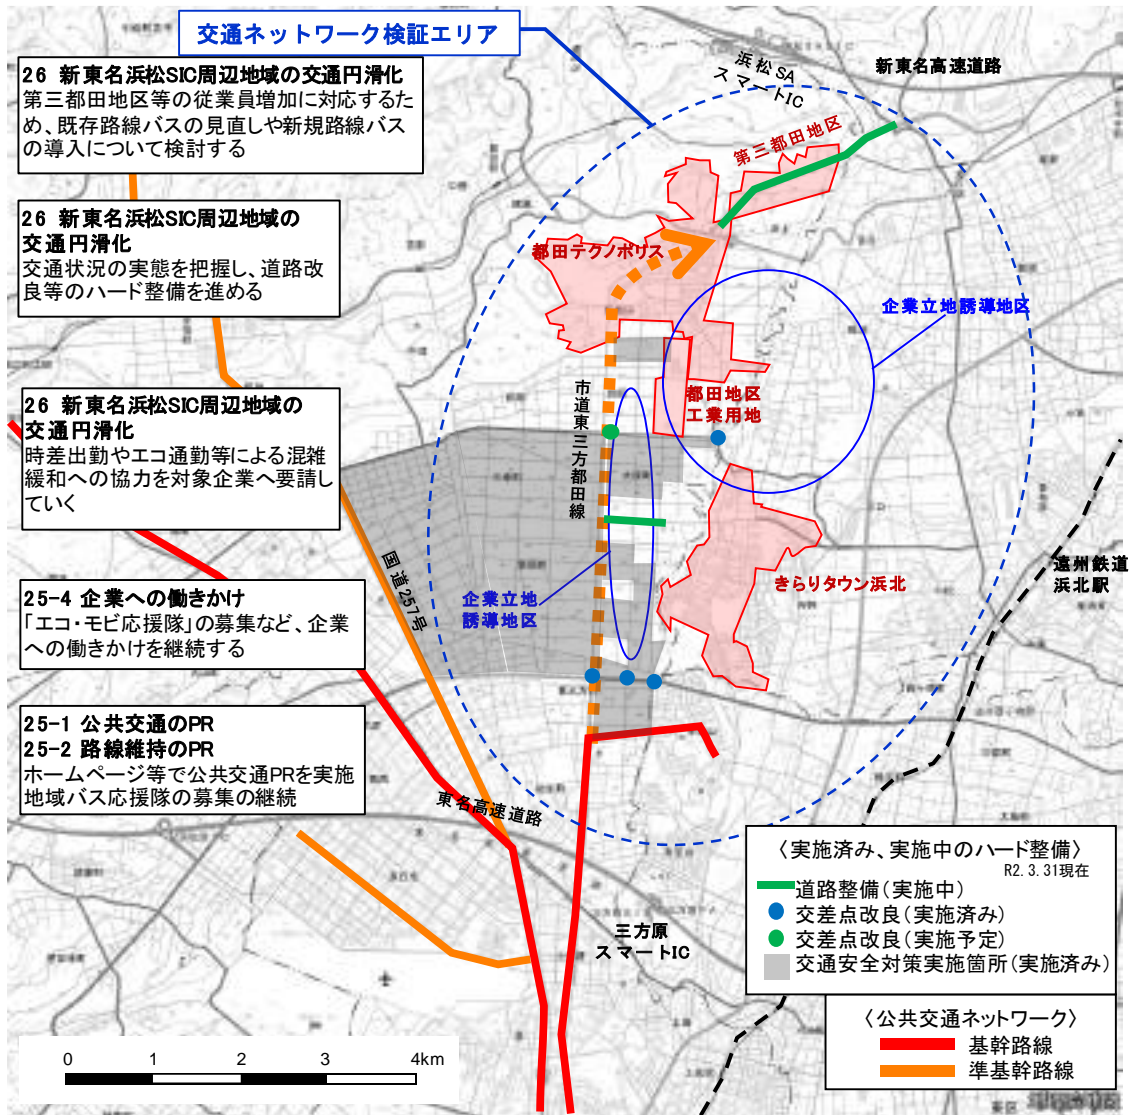 交通ネットワーク検証エリア
26 新東名浜松SIC周辺地域の交通円滑化
第三都田地区等の従業員増加に対応するた
め、既存路線バスの見直しや新規路線バス
の導入について検討する
26 新東名浜松SIC周辺地域の
交通円滑化
交通状況の実態を把握し、道路改
良等のハード整備を進める
26 新東名浜松SIC周辺地域の
交通円滑化
時差出勤やエコ通勤等による混雑
緩和への協力を対象企業へ要請し
ていく
25-4 企業への働きかけ
「エコ・モビ応援隊」の募集など、企業
への働きかけを継続する
25-1 公共交通のPR
25-2 路線維持のPR
ホームページ等で公共交通PRを実施
地域バス応援隊の募集の継続
浜松SA
スマートIC
新東名高速道路
第三都田地区
都田テクノポリス
企業立地誘導地区
都田地区
工業用地
市道東三方都田線
国道257号
企業立地
誘導地区
きらりタウン浜北
遠州鉄道
浜北駅
東名高速道路
三方原
スマートIC
〈実施済み、実施中のハード整備〉
R2.3.31現在
道路整備(実施中)
交差点改良(実施済み)
交差点改良(実施予定)
交通安全対策実施箇所(実施済み)
〈公共交通ネットワーク〉
基幹路線
準基幹路線
0 1 2 3 4km